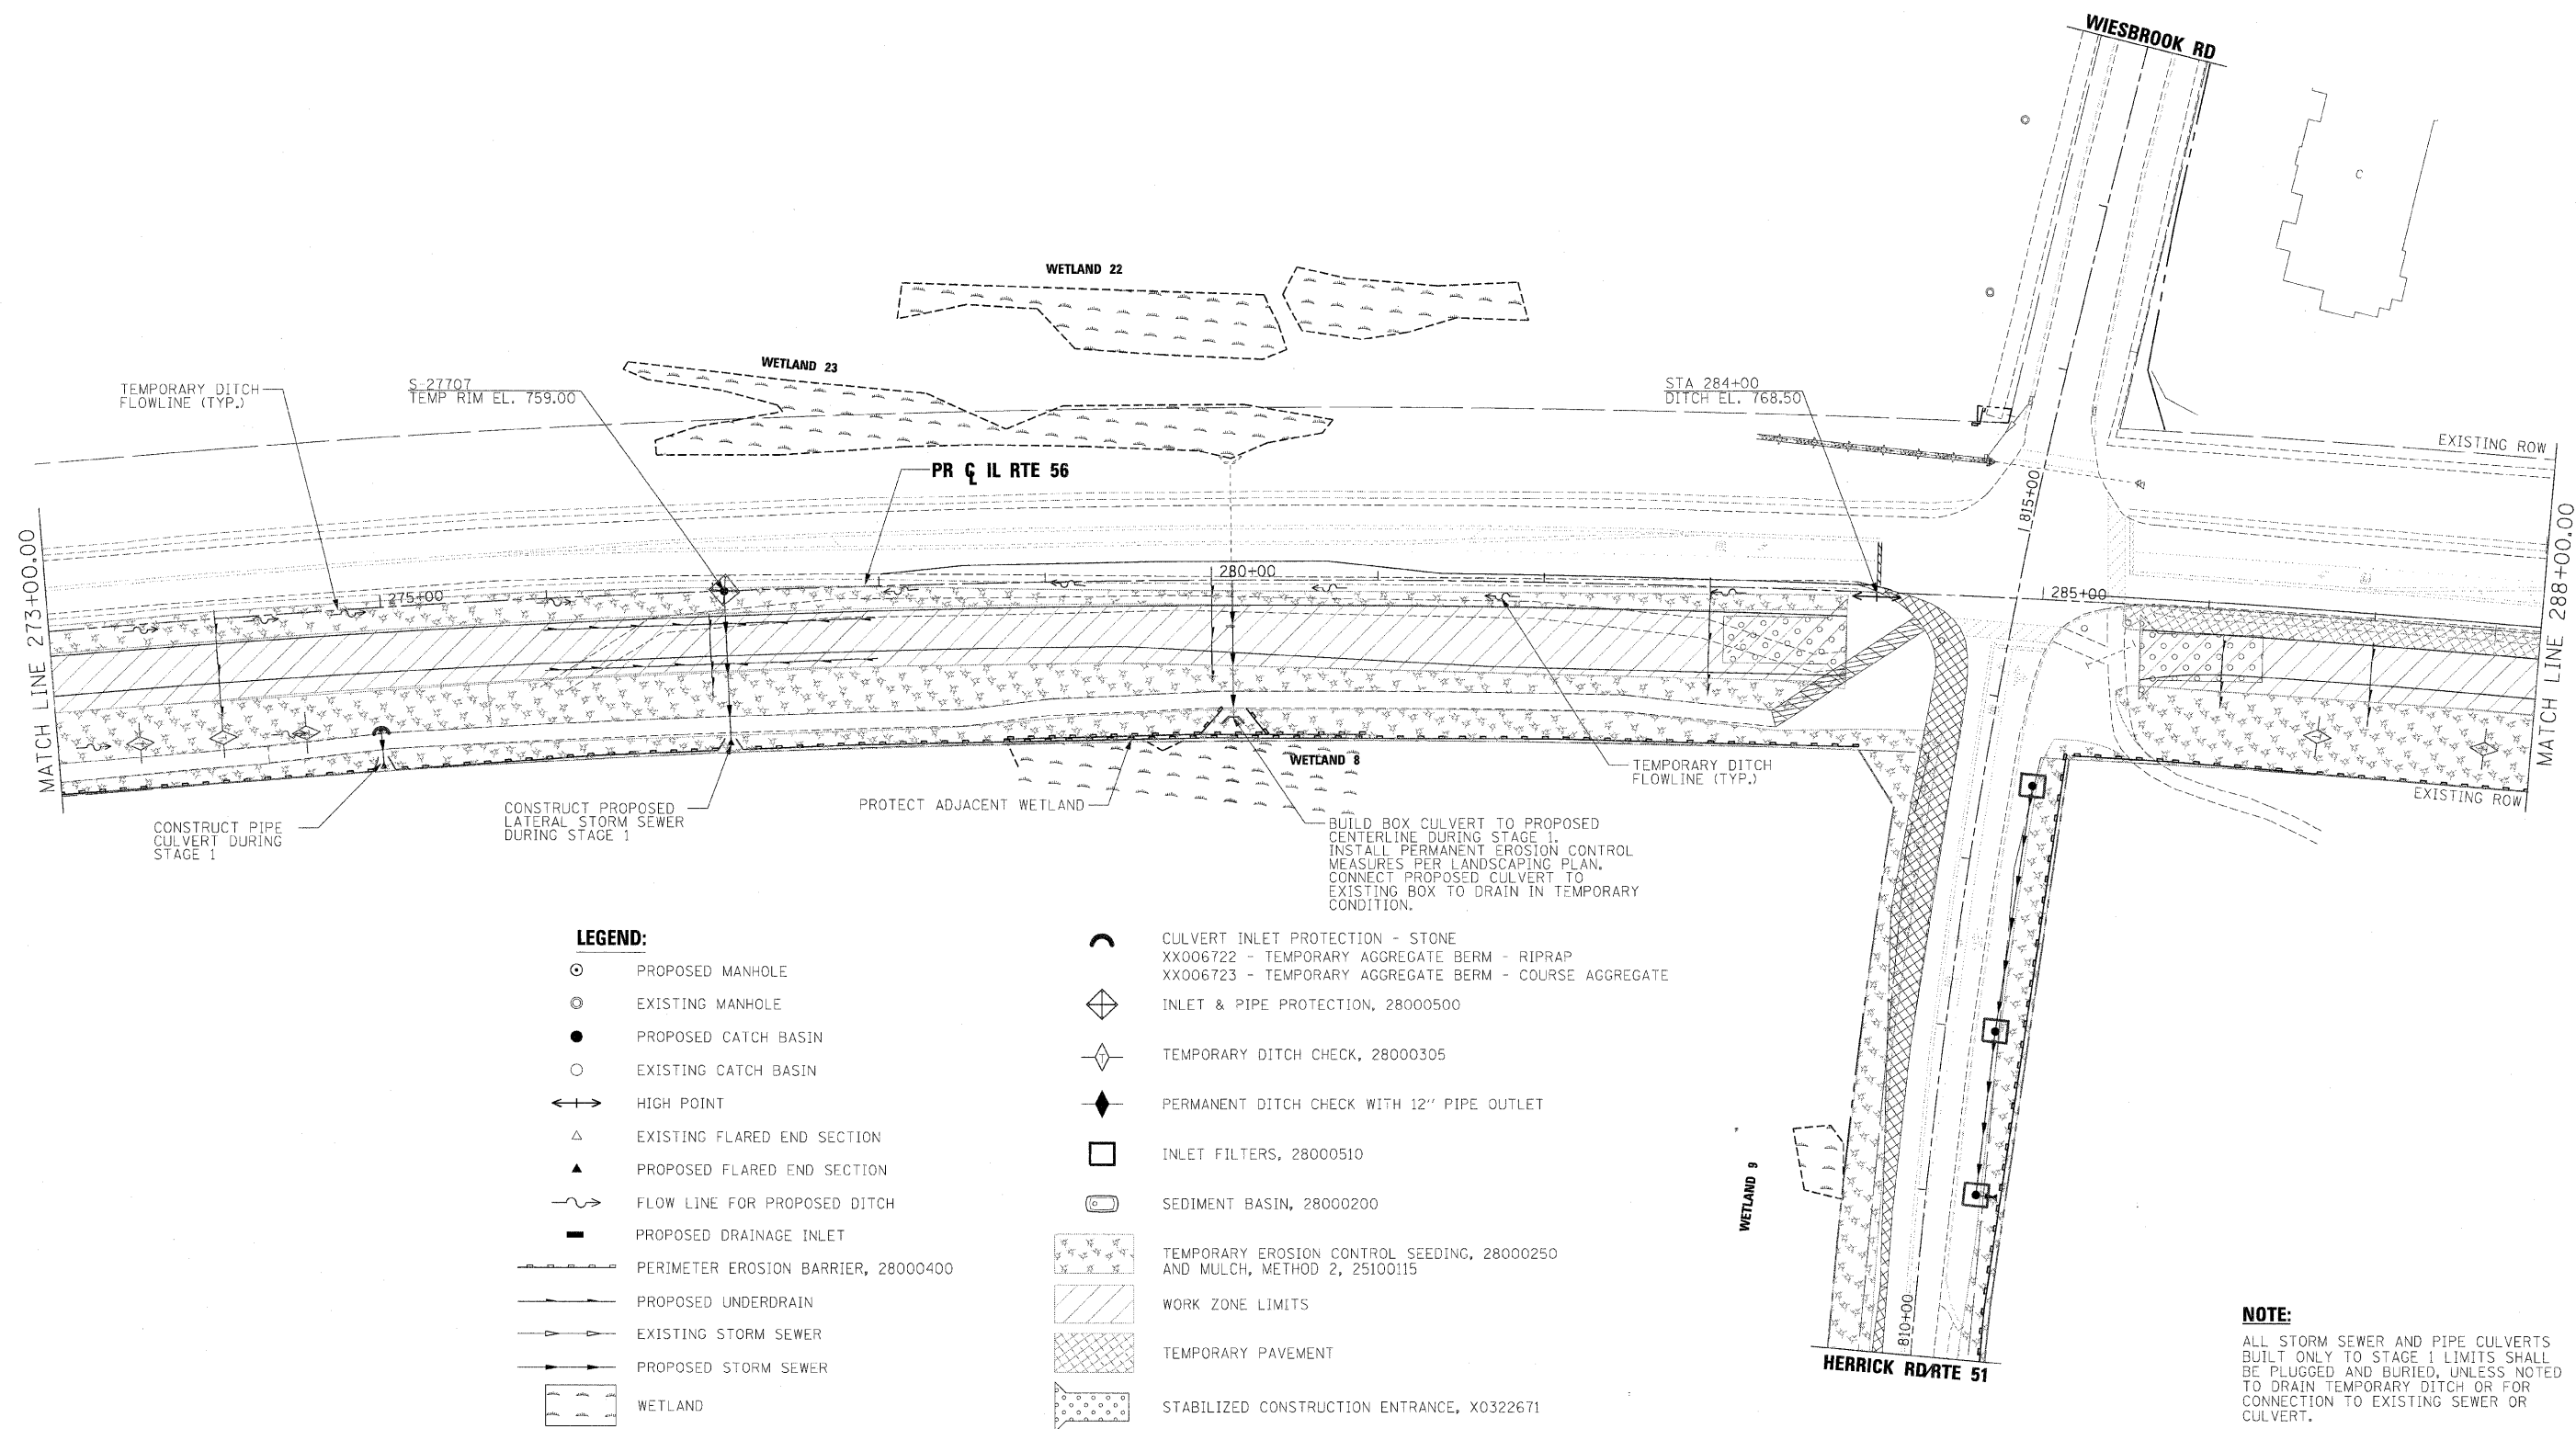 WIESBROOK RD
C
WETLAND 22
WETLAND 23
TEMPORARY DITCH
FLOWLINE (TYP.)
S-27707
TEMP RIM EL. 759.00
STA 284+00
DITCH EL. 768.50
PR ℄ IL RTE 56
EXISTING ROW
815+00
MATCH LINE 273+00.00
275+00
280+00
285+00
MATCH LINE 288+00.00
WETLAND 8
TEMPORARY DITCH
FLOWLINE (TYP.)
EXISTING ROW
CONSTRUCT PIPE
CULVERT DURING
STAGE 1
CONSTRUCT PROPOSED
LATERAL STORM SEWER
DURING STAGE 1
PROTECT ADJACENT WETLAND
BUILD BOX CULVERT TO PROPOSED
CENTERLINE DURING STAGE 1.
INSTALL PERMANENT EROSION CONTROL
MEASURES PER LANDSCAPING PLAN.
CONNECT PROPOSED CULVERT TO
EXISTING BOX TO DRAIN IN TEMPORARY
CONDITION.
LEGEND:
PROPOSED MANHOLE
EXISTING MANHOLE
PROPOSED CATCH BASIN
EXISTING CATCH BASIN
HIGH POINT
EXISTING FLARED END SECTION
PROPOSED FLARED END SECTION
FLOW LINE FOR PROPOSED DITCH
PROPOSED DRAINAGE INLET
PERIMETER EROSION BARRIER, 28000400
PROPOSED UNDERDRAIN
EXISTING STORM SEWER
PROPOSED STORM SEWER
WETLAND
CULVERT INLET PROTECTION - STONE
XX006722 - TEMPORARY AGGREGATE BERM - RIPRAP
XX006723 - TEMPORARY AGGREGATE BERM - COURSE AGGREGATE
INLET & PIPE PROTECTION, 28000500
T
TEMPORARY DITCH CHECK, 28000305
PERMANENT DITCH CHECK WITH 12" PIPE OUTLET
INLET FILTERS, 28000510
SEDIMENT BASIN, 28000200
TEMPORARY EROSION CONTROL SEEDING, 28000250
AND MULCH, METHOD 2, 25100115
WORK ZONE LIMITS
TEMPORARY PAVEMENT
STABILIZED CONSTRUCTION ENTRANCE, X0322671
WETLAND 9
810+00
HERRICK RD/RTE 51
NOTE:
ALL STORM SEWER AND PIPE CULVERTS
BUILT ONLY TO STAGE 1 LIMITS SHALL
BE PLUGGED AND BURIED, UNLESS NOTED
TO DRAIN TEMPORARY DITCH OR FOR
CONNECTION TO EXISTING SEWER OR
CULVERT.